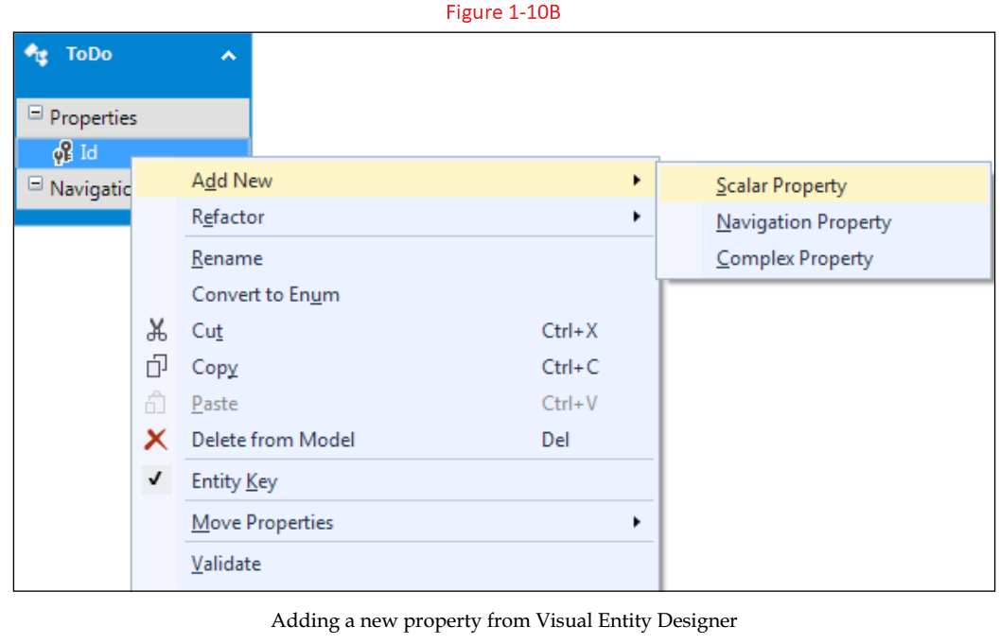 Figure 1-10B
ToDo
Properties
Id
Navigatic
Add New
Scalar Property
Navigation Property
Complex Property
Refactor
Rename
Convert to Enum
Cut Ctrl+X
Copy Ctrl+C
Paste Ctrl+V
Delete from Model Del
Entity Key
Move Properties
Validate
Adding a new property from Visual Entity Designer